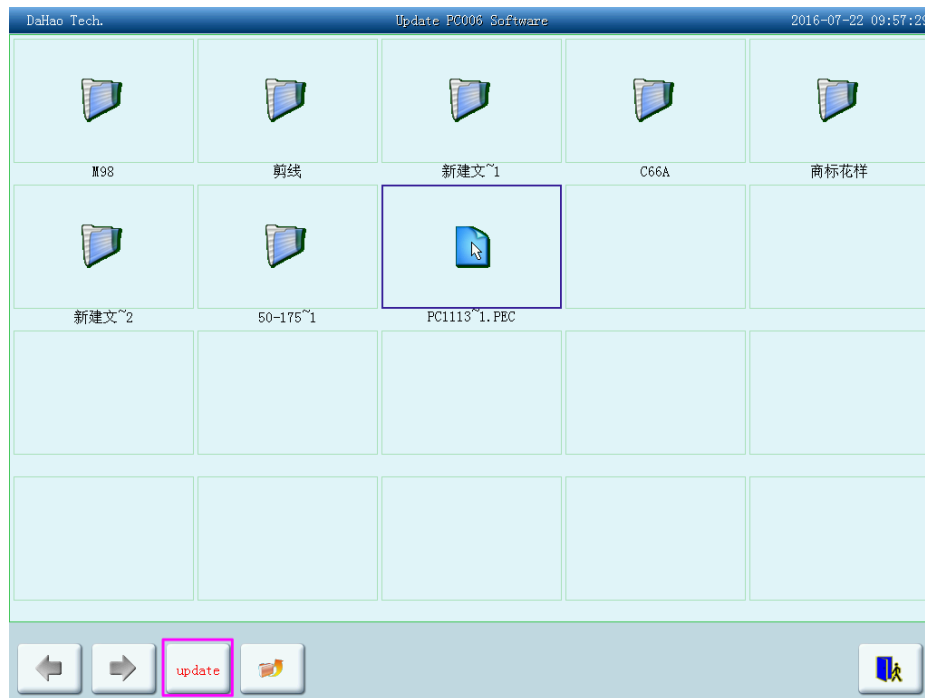 DaHao Tech.
Update PC006 Software
2016-07-22 09:57:29
M98
剪线
新建文~1
C66A
商标花样
新建文~2
50-175~1
PC1113~1.PEC
update